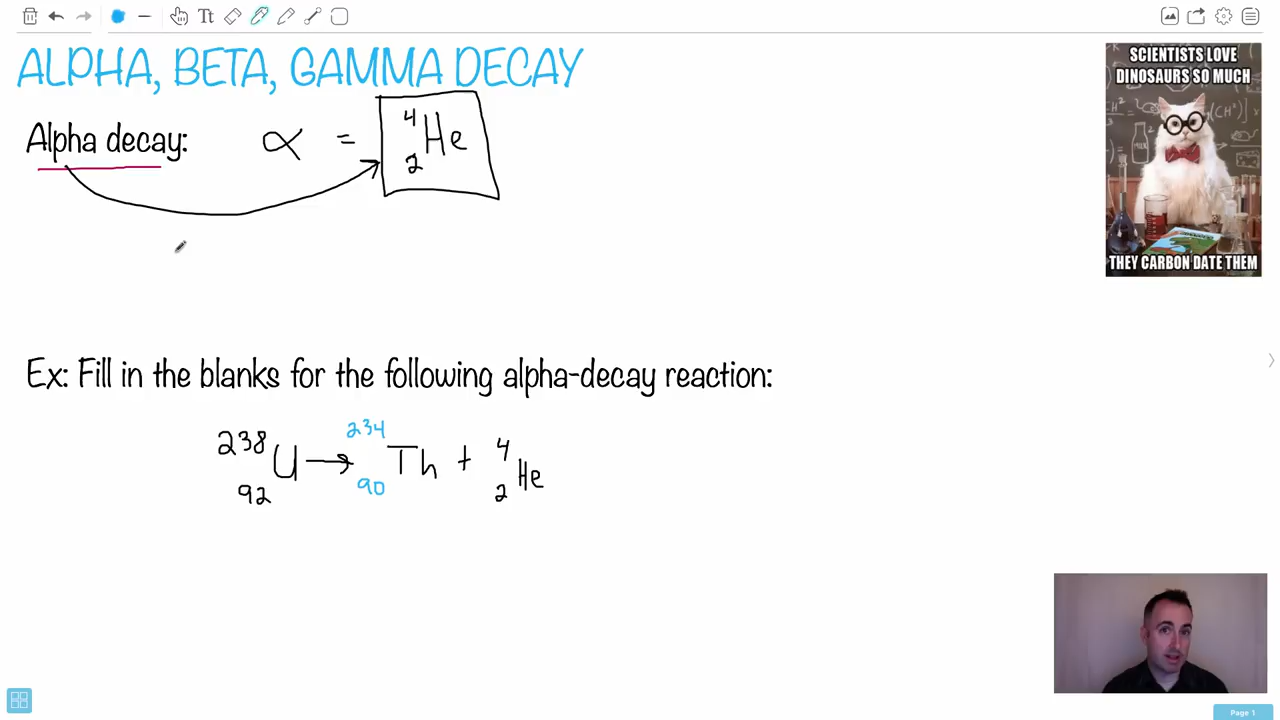 Tt
ALPHA, BETA, GAMMA DECAY
Alpha decay: α = ⁴₂He
SCIENTISTS LOVE
DINOSAURS SO MUCH
THEY CARBON DATE THEM
Ex: Fill in the blanks for the following alpha-decay reaction:
²³⁸₉₂U → ²³⁴₉₀Th + ⁴₂He
Page 1